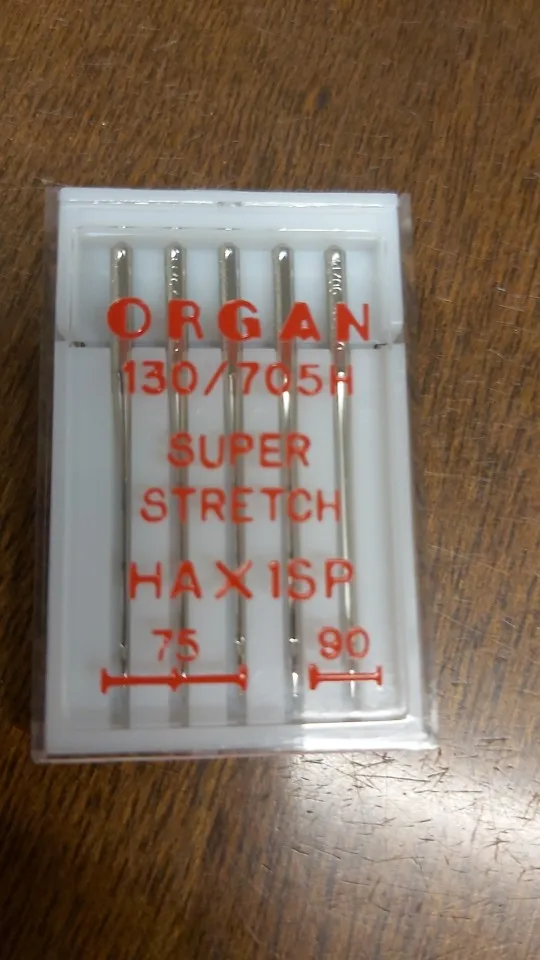 ORGAN
130/705H
SUPER
STRETCH
HAX1SP
75 90